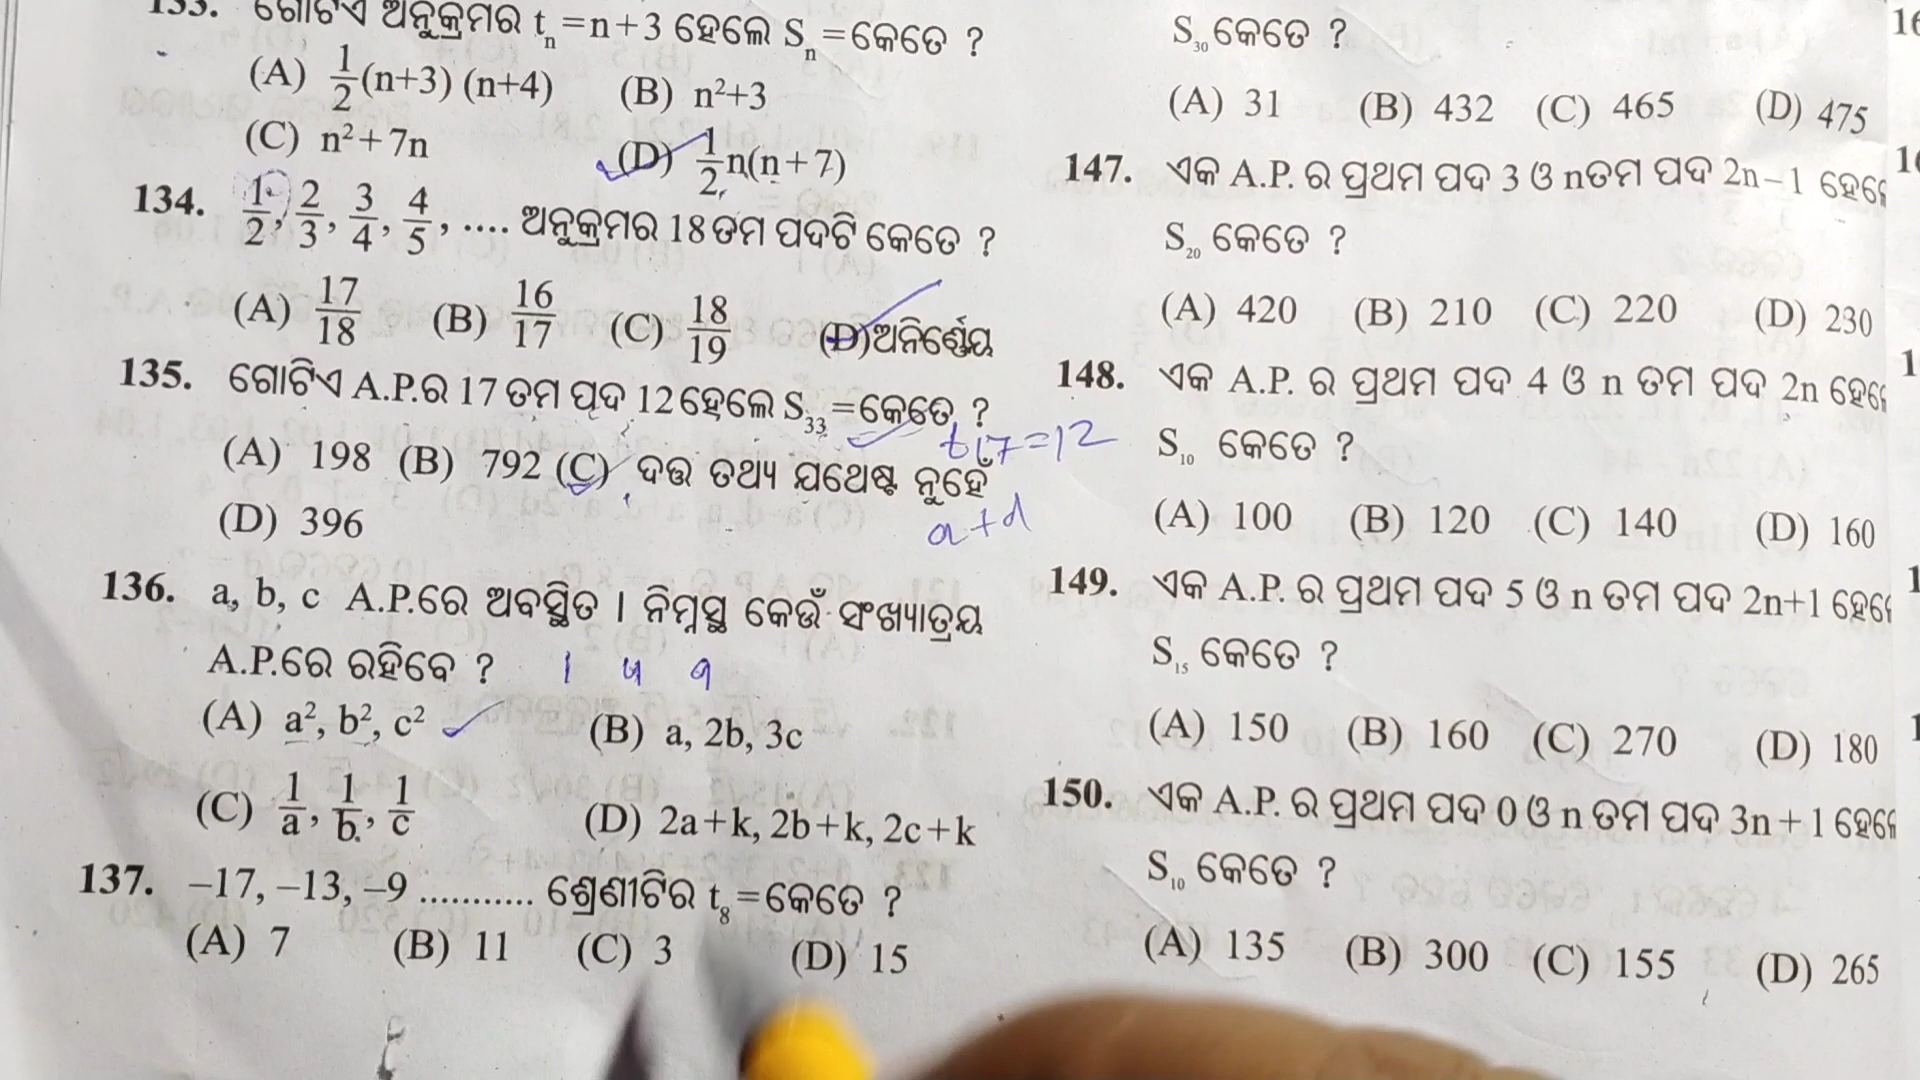 133. ଗୋଟିଏ ଅନୁକ୍ରମର tₙ =n+3 ହେଲେ Sₙ =କେତେ ?
(A) 1/2 (n+3) (n+4) (B) n²+3
(C) n²+7n (D) 1/2 n(n+7)
134. 1/2, 2/3, 3/4, 4/5, .... ଅନୁକ୍ରମର 18ତମ ପଦଟି କେତେ ?
(A) 17/18 (B) 16/17 (C) 18/19 (D) ଅନିର୍ଣ୍ଣେୟ
135. ଗୋଟିଏ A.P.ର 17 ତମ ପଦ 12 ହେଲେ S₃₃ =କେତେ ?
t17=12
(A) 198 (B) 792 (C) ଦତ୍ତ ତଥ୍ୟ ଯଥେଷ୍ଟ ନୁହେଁ
(D) 396
a+d
136. a, b, c A.P.ରେ ଅବସ୍ଥିତ । ନିମ୍ନସ୍ଥ କେଉଁ ସଂଖ୍ୟାତ୍ରୟ
A.P.ରେ ରହିବେ ?
(A) a², b², c² (B) a, 2b, 3c
(C) 1/a, 1/b, 1/c (D) 2a+k, 2b+k, 2c+k
137. –17, –13, –9 ........... ଶ୍ରେଣୀଟିର t₈ =କେତେ ?
(A) 7 (B) 11 (C) 3 (D) 15
S₃₀ କେତେ ?
(A) 31 (B) 432 (C) 465 (D) 475
147. ଏକ A.P. ର ପ୍ରଥମ ପଦ 3 ଓ nତମ ପଦ 2n–1
S₂₀ କେତେ ?
(A) 420 (B) 210 (C) 220 (D) 230
148. ଏକ A.P. ର ପ୍ରଥମ ପଦ 4 ଓ n ତମ ପଦ 2n
S₁₀ କେତେ ?
(A) 100 (B) 120 (C) 140 (D) 160
149. ଏକ A.P. ର ପ୍ରଥମ ପଦ 5 ଓ n ତମ ପଦ 2n+1
S₁₅ କେତେ ?
(A) 150 (B) 160 (C) 270 (D) 180
150. ଏକ A.P. ର ପ୍ରଥମ ପଦ 0 ଓ n ତମ ପଦ 3n + 1
S₁₀ କେତେ ?
(A) 135 (B) 300 (C) 155 (D) 265